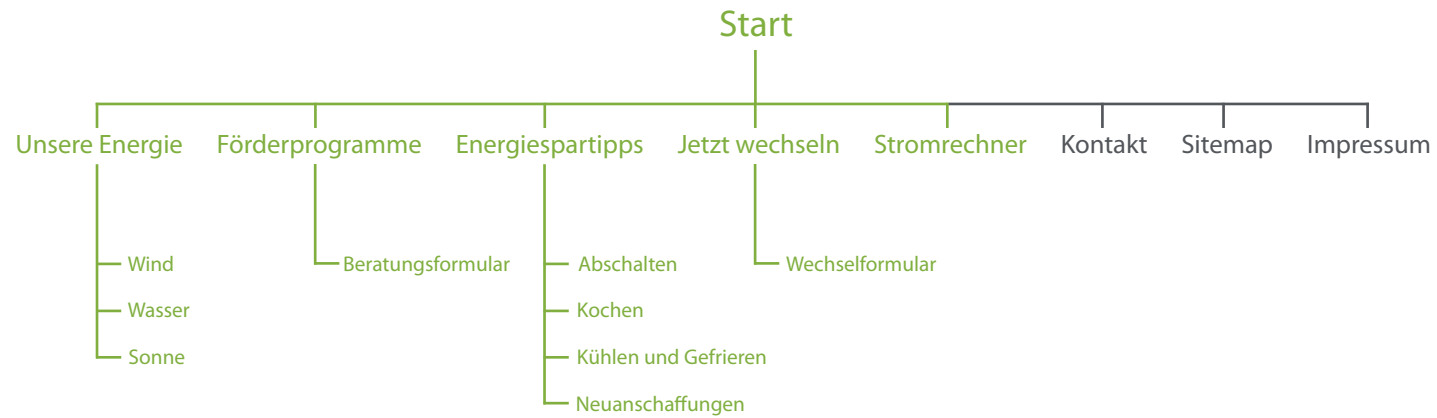 Start
Unsere Energie Förderprogramme Energiespartipps Jetzt wechseln Stromrechner Kontakt Sitemap Impressum
Wind Beratungsformular Abschalten Wechselformular
Wasser Kochen
Sonne Kühlen und Gefrieren
Neuanschaffungen